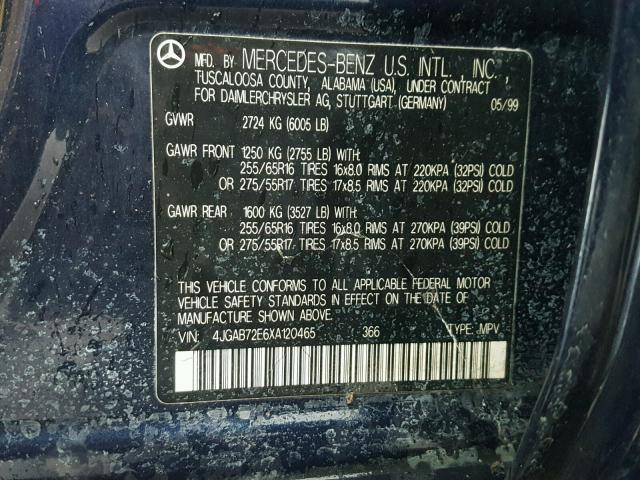 MFD. BY MERCEDES-BENZ U.S. INTL., INC.,
TUSCALOOSA COUNTY, ALABAMA (USA), UNDER CONTRACT
FOR DAIMLERCHRYSLER AG, STUTTGART (GERMANY) 05/99
GVWR 2724 KG (6005 LB)
GAWR FRONT 1250 KG (2755 LB) WITH:
255/65R16 TIRES 16x8.0 RIMS AT 220KPA (32PSI) COLD
OR 275/55R17 TIRES 17x8.5 RIMS AT 220KPA (32PSI) COLD
GAWR REAR 1600 KG (3527 LB) WITH:
255/65R16 TIRES 16x8.0 RIMS AT 270KPA (39PSI) COLD
OR 275/55R17 TIRES 17x8.5 RIMS AT 270KPA (39PSI) COLD
THIS VEHICLE CONFORMS TO ALL APPLICABLE FEDERAL MOTOR
VEHICLE SAFETY STANDARDS IN EFFECT ON THE DATE OF
MANUFACTURE SHOWN ABOVE.
VIN: 4JGAB72E6XA120465 366 TYPE: MPV